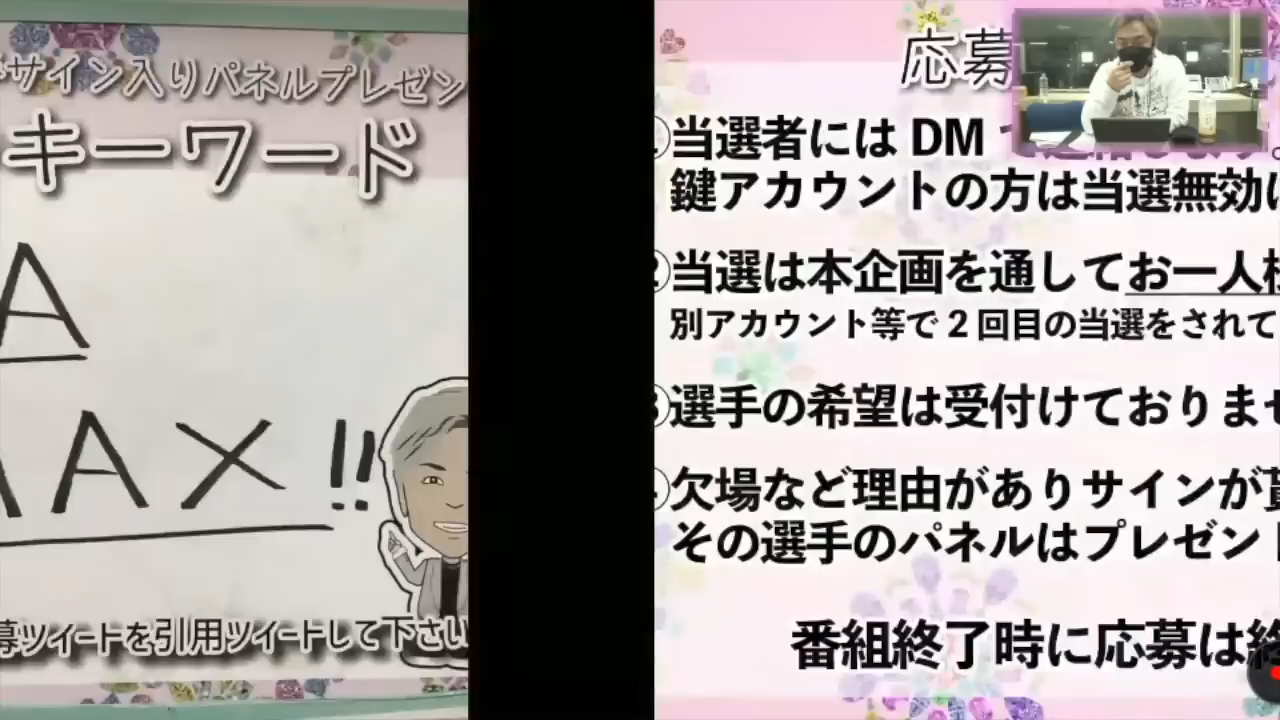 サイン入りパネルプレゼン
キーワード
A
AX!!
募ツイートを引用ツイートして下さい
応募
当選者には DM
鍵アカウントの方は当選無効
当選は本企画を通してお一人
別アカウント等で2回目の当選をされて
選手の希望は受付けておりませ
欠場など理由がありサインが
その選手のパネルはプレゼント
番組終了時に応募は終